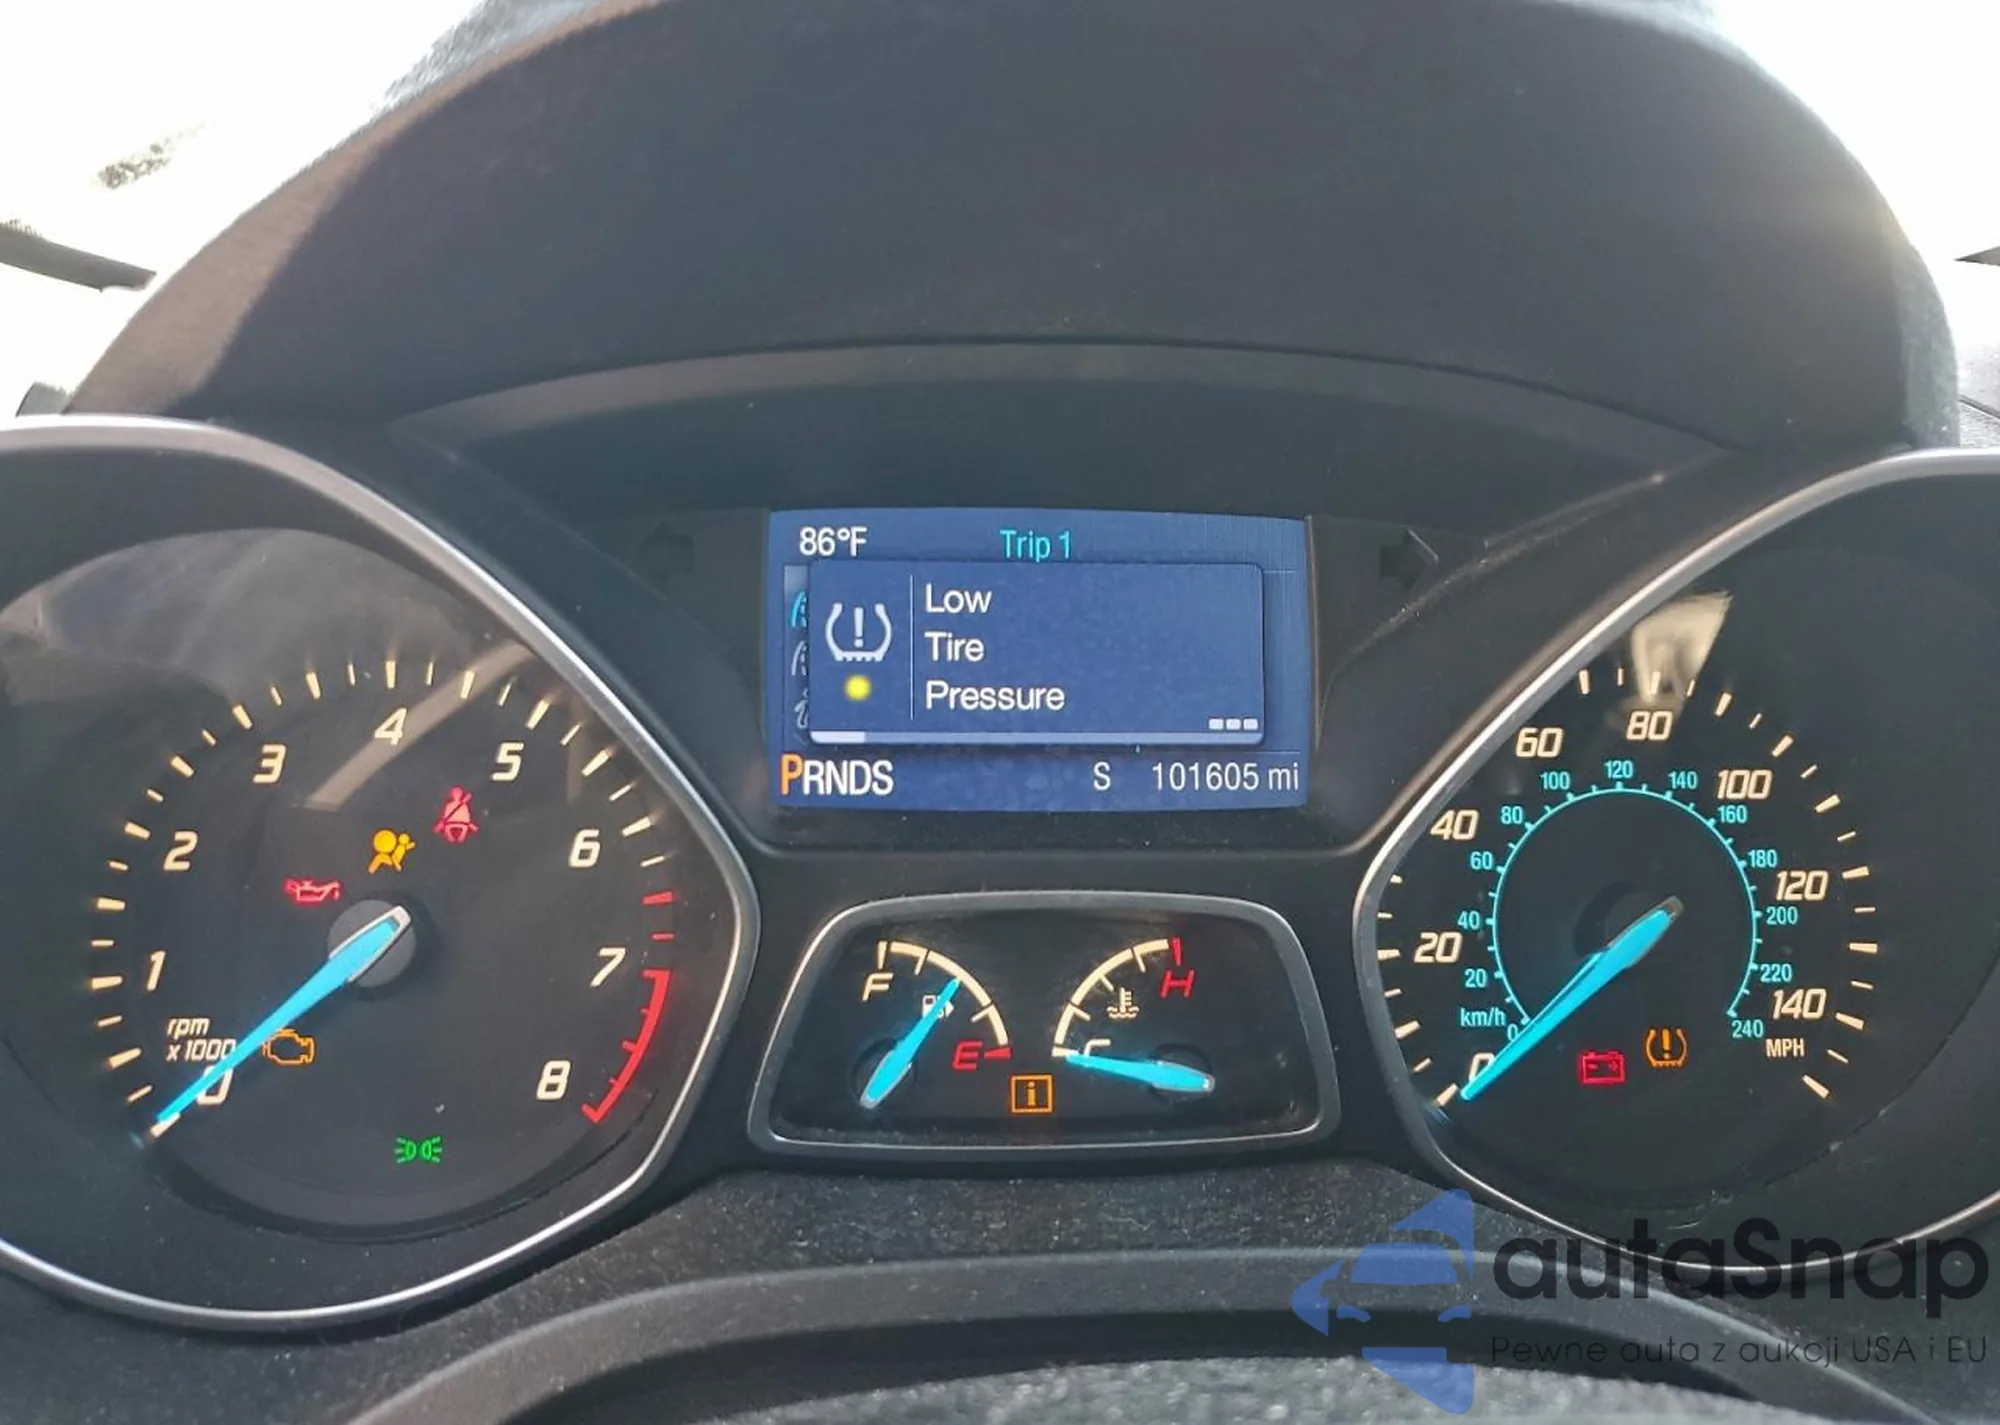 86°F
Trip 1
Low
Tire
Pressure
PRNDS
S
101605 mi
0
1
2
3
4
5
6
7
8
rpm
x1000
F
E
i
C
H
0
20
40
60
80
100
120
140
MPH
0
20
40
60
80
100
120
140
160
180
200
220
240
km/h
autaSnap
Pewne auta z aukcji USA i EU